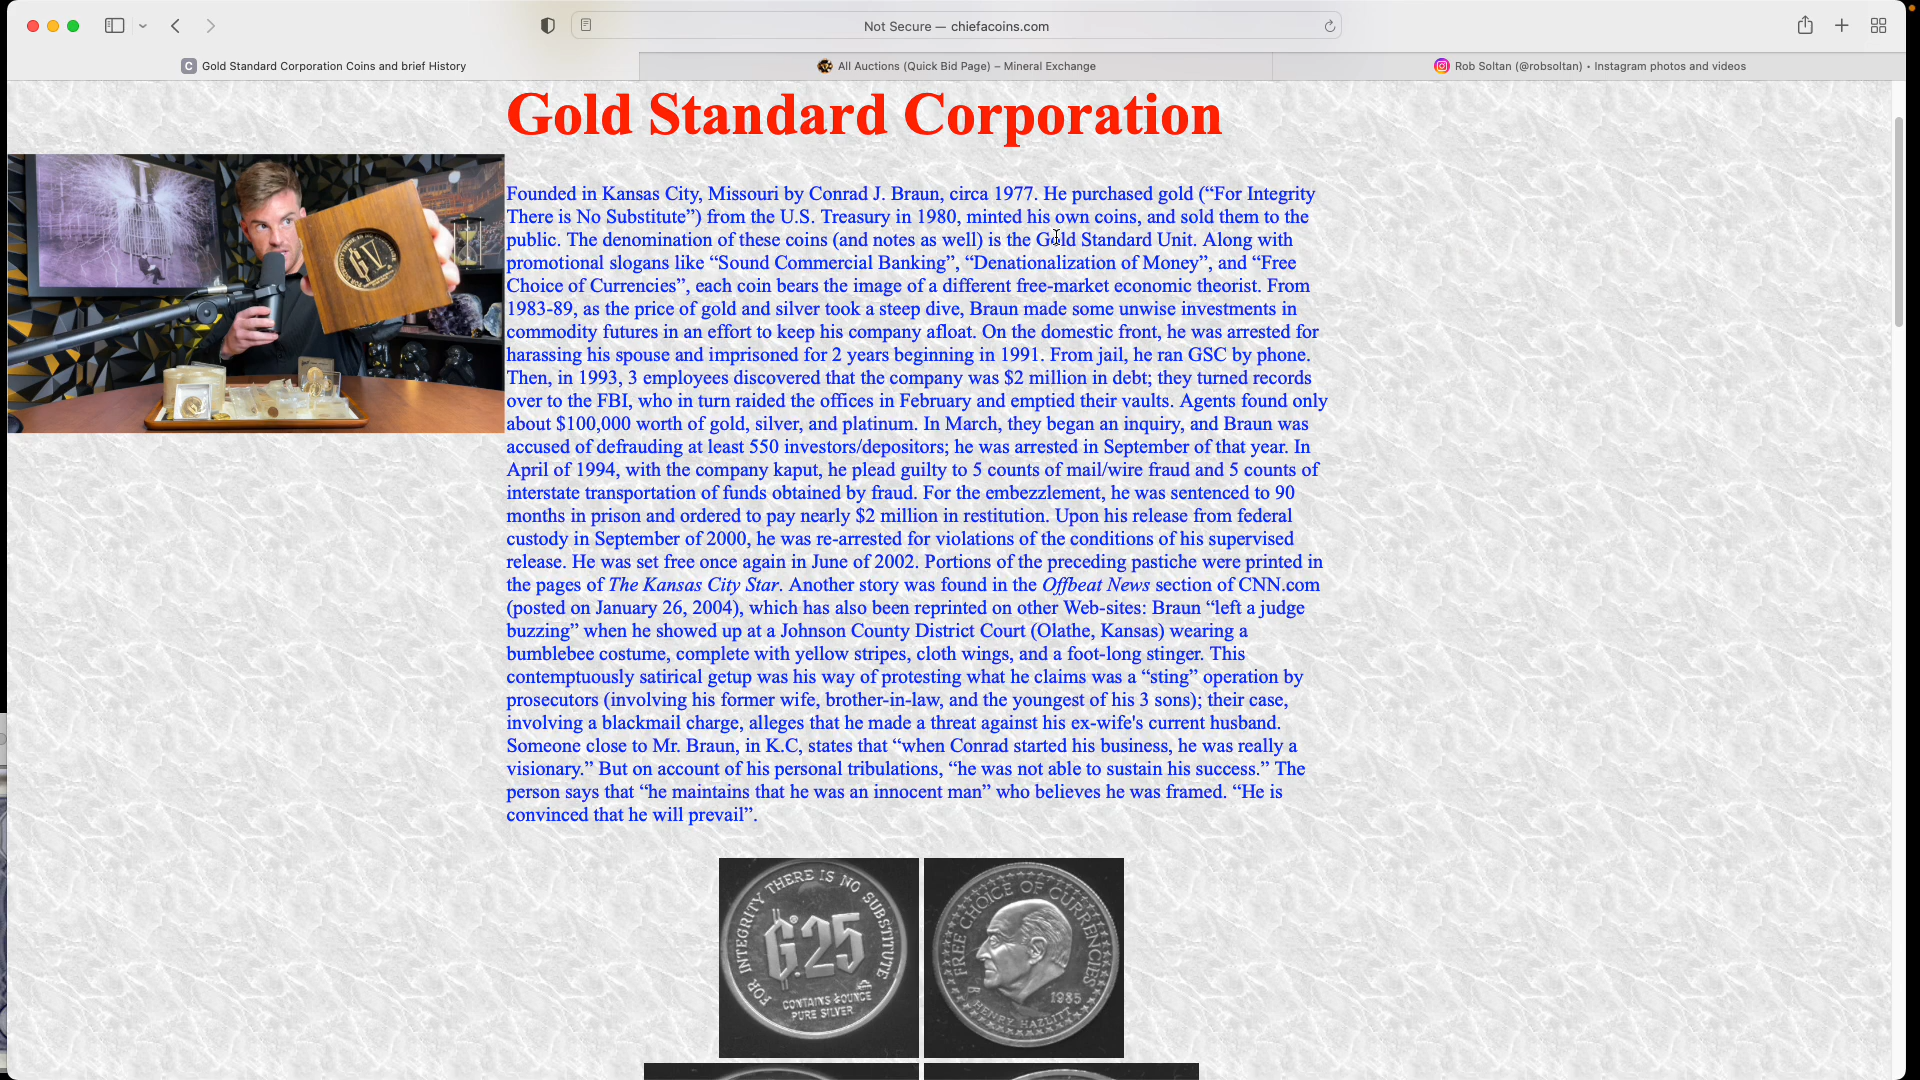 Not Secure — chiefacoins.com
C Gold Standard Corporation Coins and brief History
All Auctions (Quick Bid Page) – Mineral Exchange
Rob Soltan (@robsoltan) • Instagram photos and videos
Gold Standard Corporation
Founded in Kansas City, Missouri by Conrad J. Braun, circa 1977. He purchased gold (“For Integrity
There is No Substitute”) from the U.S. Treasury in 1980, minted his own coins, and sold them to the
public. The denomination of these coins (and notes as well) is the Gold Standard Unit. Along with
promotional slogans like “Sound Commercial Banking”, “Denationalization of Money”, and “Free
Choice of Currencies”, each coin bears the image of a different free-market economic theorist. From
1983-89, as the price of gold and silver took a steep dive, Braun made some unwise investments in
commodity futures in an effort to keep his company afloat. On the domestic front, he was arrested for
harassing his spouse and imprisoned for 2 years beginning in 1991. From jail, he ran GSC by phone.
Then, in 1993, 3 employees discovered that the company was $2 million in debt; they turned records
over to the FBI, who in turn raided the offices in February and emptied their vaults. Agents found only
about $100,000 worth of gold, silver, and platinum. In March, they began an inquiry, and Braun was
accused of defrauding at least 550 investors/depositors; he was arrested in September of that year. In
April of 1994, with the company kaput, he plead guilty to 5 counts of mail/wire fraud and 5 counts of
interstate transportation of funds obtained by fraud. For the embezzlement, he was sentenced to 90
months in prison and ordered to pay nearly $2 million in restitution. Upon his release from federal
custody in September of 2000, he was re-arrested for violations of the conditions of his supervised
release. He was set free once again in June of 2002. Portions of the preceding pastiche were printed in
the pages of The Kansas City Star. Another story was found in the Offbeat News section of CNN.com
(posted on January 26, 2004), which has also been reprinted on other Web-sites: Braun “left a judge
buzzing” when he showed up at a Johnson County District Court (Olathe, Kansas) wearing a
bumblebee costume, complete with yellow stripes, cloth wings, and a foot-long stinger. This
contemptuously satirical getup was his way of protesting what he claims was a “sting” operation by
prosecutors (involving his former wife, brother-in-law, and the youngest of his 3 sons); their case,
involving a blackmail charge, alleges that he made a threat against his ex-wife's current husband.
Someone close to Mr. Braun, in K.C, states that “when Conrad started his business, he was really a
visionary.” But on account of his personal tribulations, “he was not able to sustain his success.” The
person says that “he maintains that he was an innocent man” who believes he was framed. “He is
convinced that he will prevail”.
FOR INTEGRITY THERE IS NO SUBSTITUTE
G.25
CONTAINS ¼ OUNCE
PURE SILVER
FREE CHOICE OF CURRENCIES
1985
HENRY HAZLITT
GV